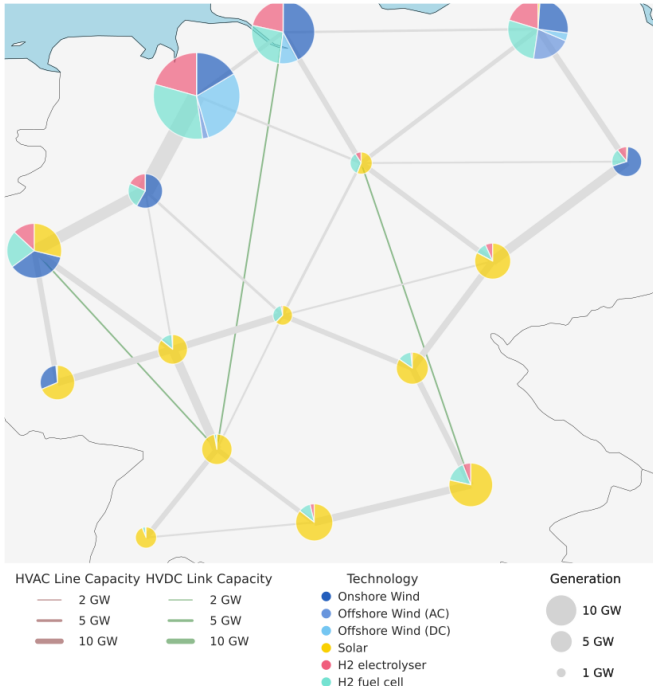 HVAC Line Capacity
2 GW
5 GW
10 GW
HVDC Link Capacity
2 GW
5 GW
10 GW
Technology
Onshore Wind
Offshore Wind (AC)
Offshore Wind (DC)
Solar
H2 electrolyser
H2 fuel cell
Generation
10 GW
5 GW
1 GW